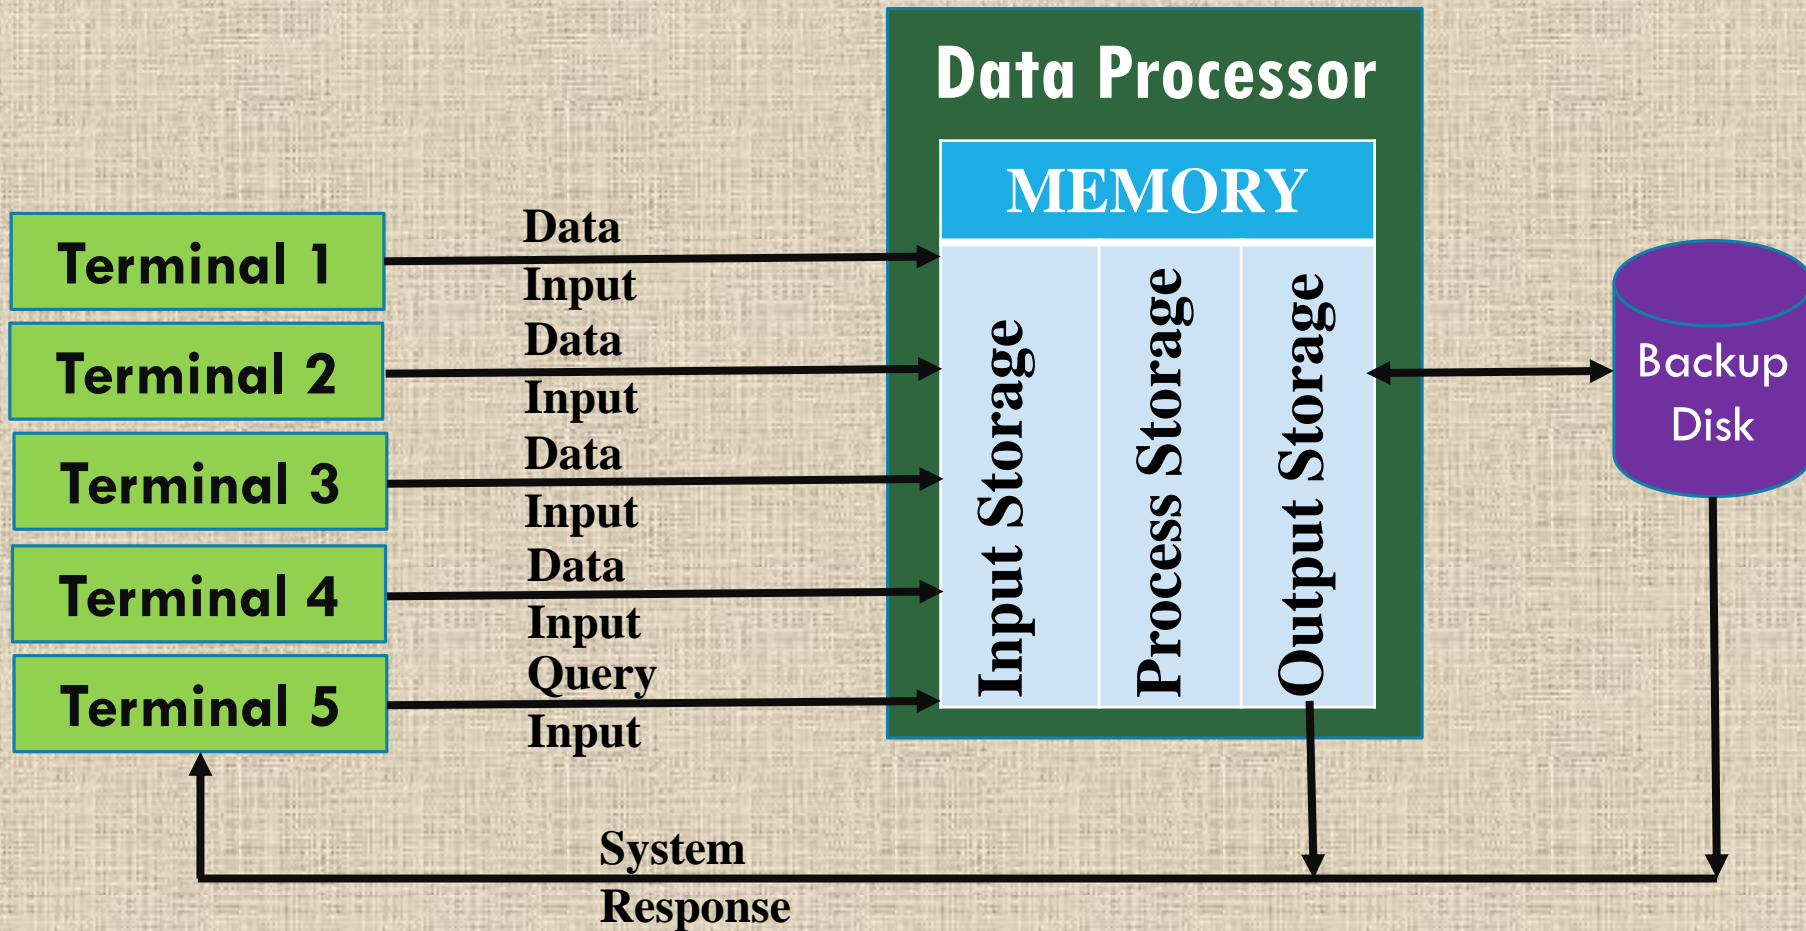 Data Processor
MEMORY
Input Storage
Process Storage
Output Storage
Terminal 1
Data
Input
Terminal 2
Data
Input
Terminal 3
Data
Input
Terminal 4
Data
Input
Terminal 5
Query
Input
Backup
Disk
System
Response